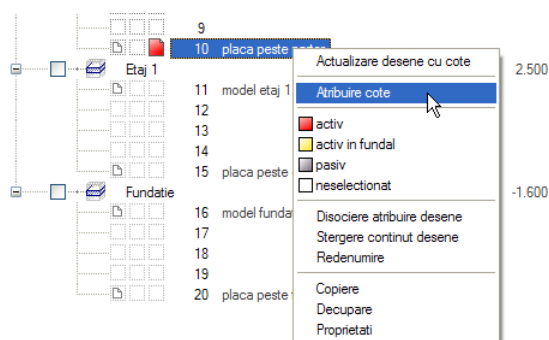 9
10 placa peste parter
Actualizare desene cu cote
Etaj 1 2.500
11 model etaj 1
Atribuire cote
12
13 activ
activ in fundal
14
pasiv
15 placa peste
neselectionat
Fundatie -1.600
16 model funda
Disociere atribuire desene
17
Stergere continut desene
18
Redenumire
19
20 placa peste
Copiere
Decupare
Proprietati